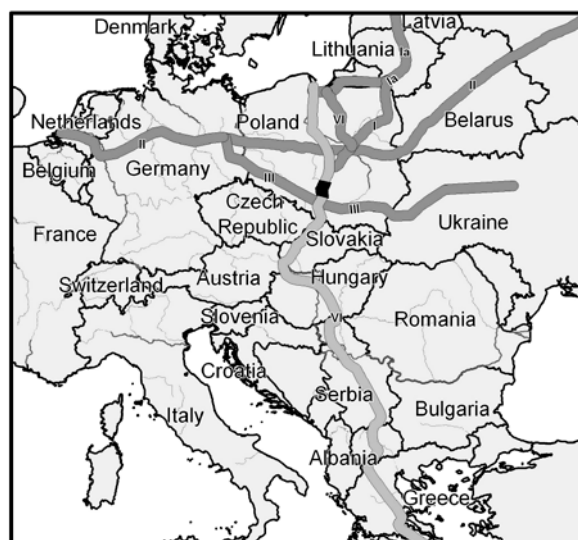 Denmark
Latvia
Lithuania
Ia
Ia
II
Netherlands
Poland
VI
I
Belarus
II
Belgium
Germany
III
Czech
Republic
III
Ukraine
France
Slovakia
Switzerland
Austria
Hungary
Slovenia
VI
Romania
Croatia
Serbia
Italy
Bulgaria
Albania
Greece